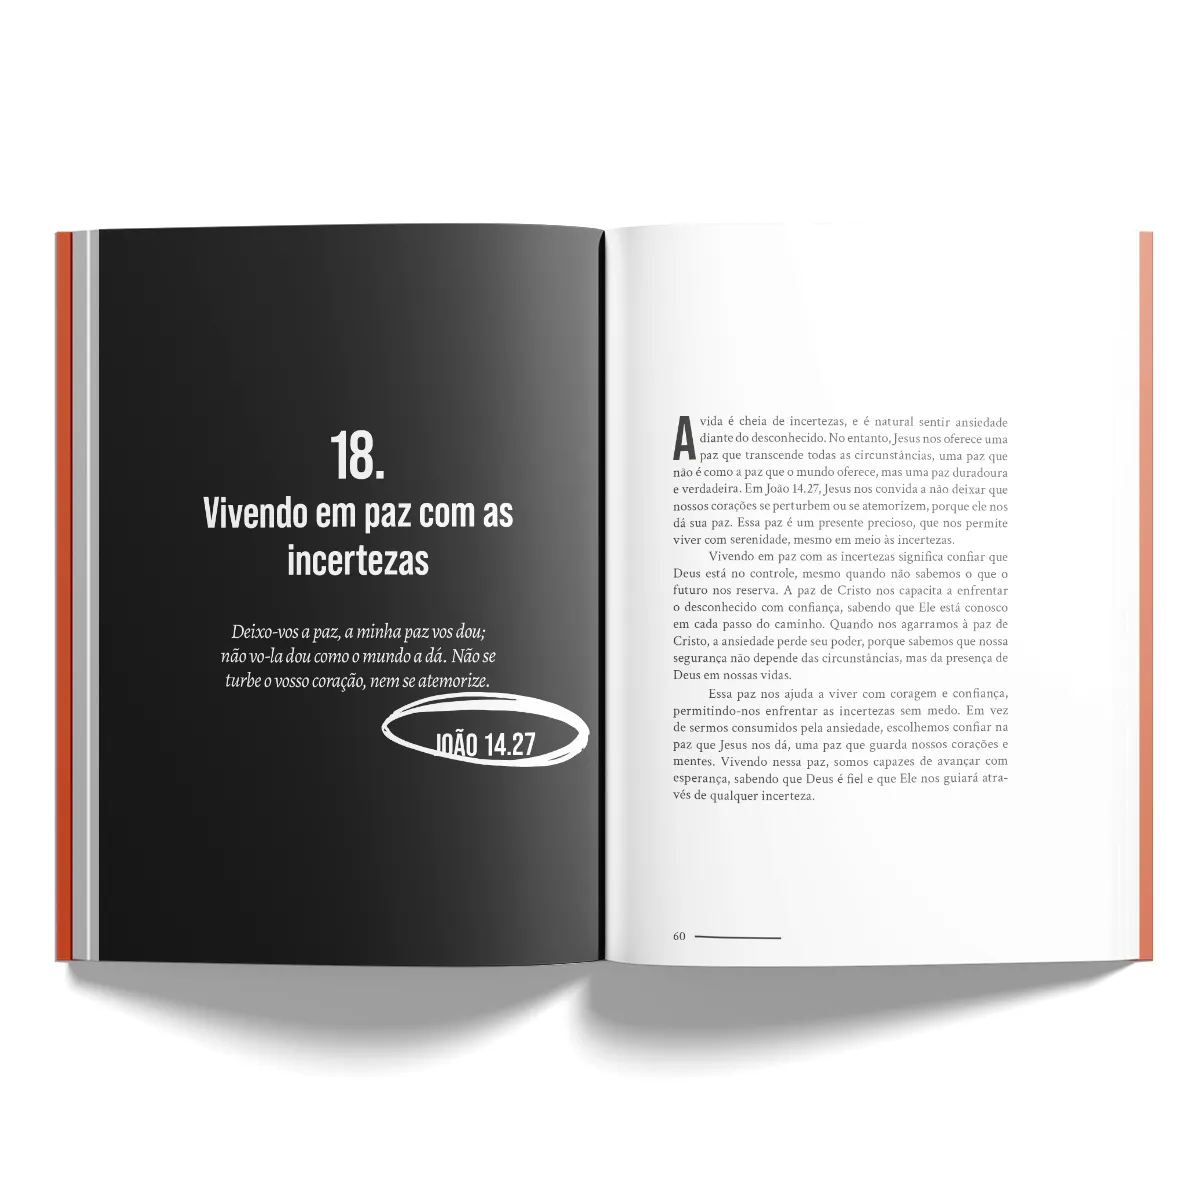 18.
Vivendo em paz com as
incertezas
Deixo-vos a paz, a minha paz vos dou;
não vo-la dou como o mundo a dá. Não se
turbe o vosso coração, nem se atemorize.
JOÃO 14.27
A vida é cheia de incertezas, e é natural sentir ansiedade
diante do desconhecido. No entanto, Jesus nos oferece uma
paz que transcende todas as circunstâncias, uma paz que
não é como a paz que o mundo oferece, mas uma paz duradoura
e verdadeira. Em João 14.27, Jesus nos convida a não deixar que
nossos corações se perturbem ou se atemorizem, porque ele nos
dá sua paz. Essa paz é um presente precioso, que nos permite
viver com serenidade, mesmo em meio às incertezas.
Vivendo em paz com as incertezas significa confiar que
Deus está no controle, mesmo quando não sabemos o que o
futuro nos reserva. A paz de Cristo nos capacita a enfrentar
o desconhecido com confiança, sabendo que Ele está conosco
em cada passo do caminho. Quando nos agarramos à paz de
Cristo, a ansiedade perde seu poder, porque sabemos que nossa
segurança não depende das circunstâncias, mas da presença de
Deus em nossas vidas.
Essa paz nos ajuda a viver com coragem e confiança,
permitindo-nos enfrentar as incertezas sem medo. Em vez
de sermos consumidos pela ansiedade, escolhemos confiar na
paz que Jesus nos dá, uma paz que guarda nossos corações e
mentes. Vivendo nessa paz, somos capazes de avançar com
esperança, sabendo que Deus é fiel e que Ele nos guiará atra-
vés de qualquer incerteza.
60